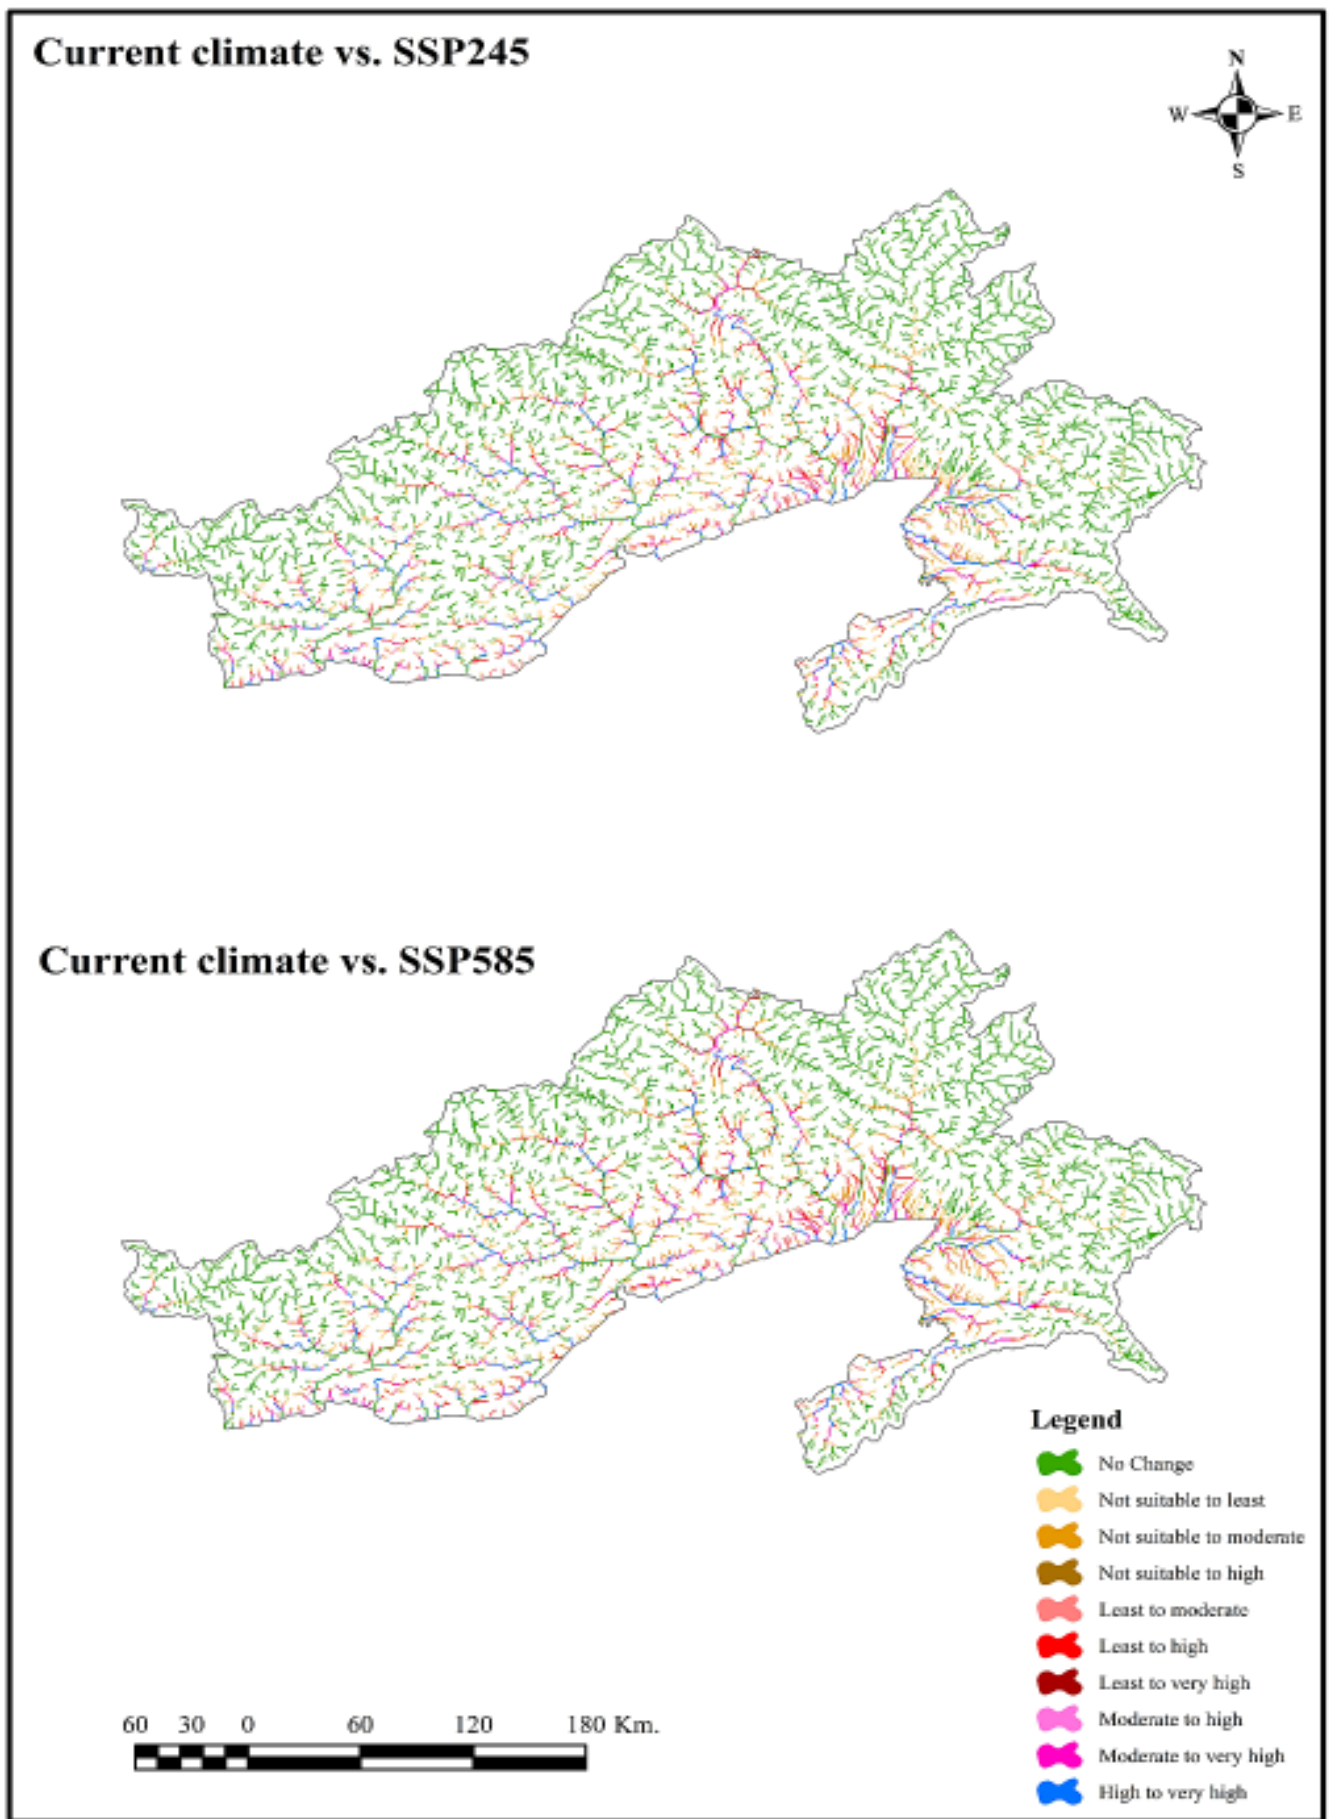 Current climate vs. SSP245
N
W E
S
Current climate vs. SSP585
Legend
No Change
Not suitable to least
Not suitable to moderate
Not suitable to high
Least to moderate
Least to high
Least to very high
Moderate to high
Moderate to very high
High to very high
60 30 0 60 120 180 Km.